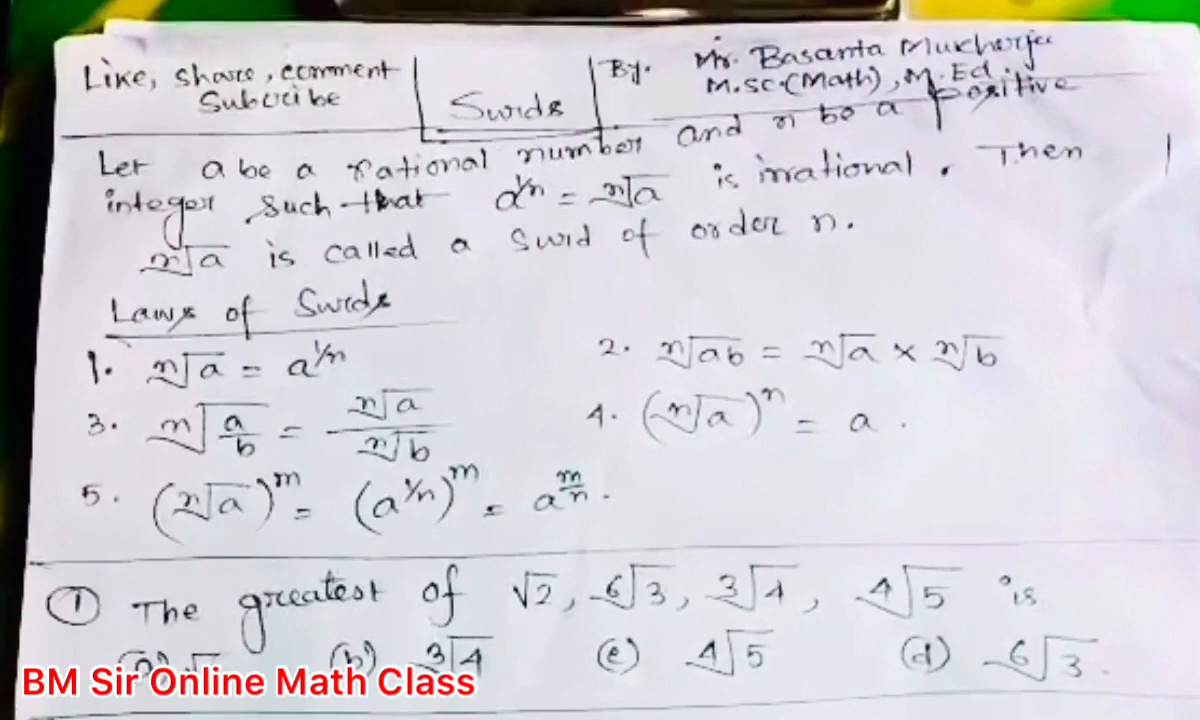 Like, share, comment
Subscribe
Surds
By. Mr. Basanta Mukherjee
M.Sc.(Math), M.Ed.
Let a be a rational number and n be a positive
integer such that a^1/n = ⁿ√a is irrational. Then
ⁿ√a is called a surd of order n.
Laws of Surds
1. ⁿ√a = a^1/n
2. ⁿ√ab = ⁿ√a × ⁿ√b
3. ⁿ√(a/b) = ⁿ√a / ⁿ√b
4. (ⁿ√a)ⁿ = a.
5. (ⁿ√a)^m = (a^1/n)^m = a^m/n.
① The greatest of √2, ⁶√3, ³√4, ⁴√5 is
(b) ³√4 (c) ⁴√5 (d) ⁶√3.
BM Sir Online Math Class